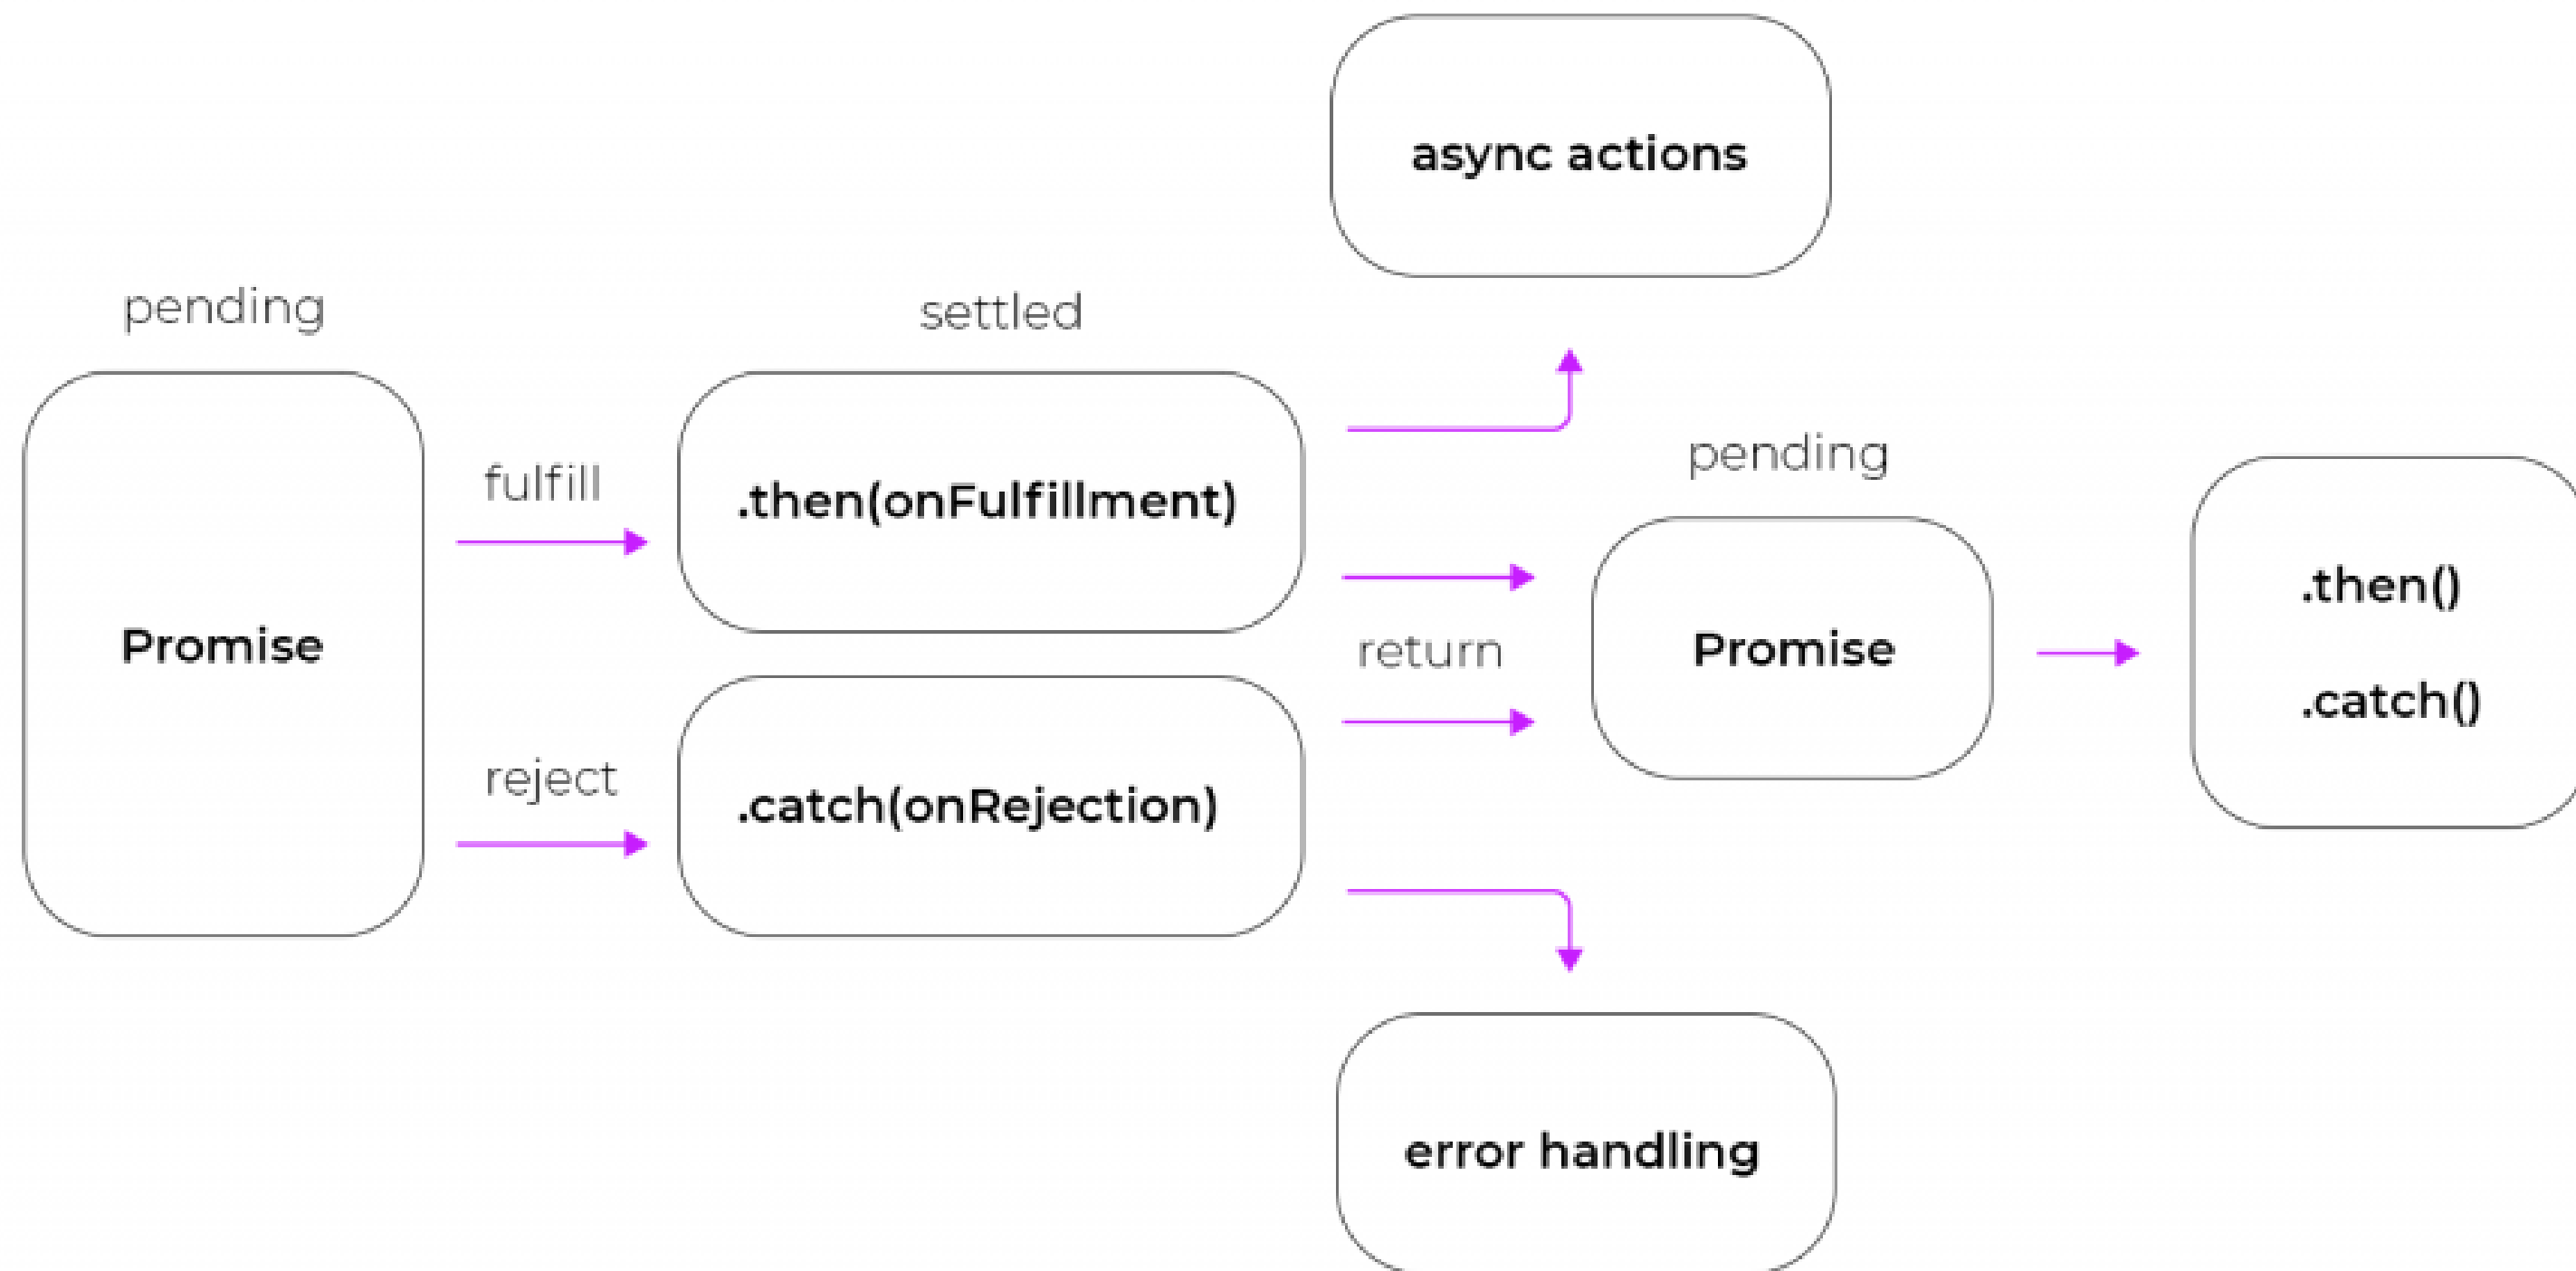 async actions
pending
settled
fulfill
.then(onFulfillment)
pending
Promise
return
Promise
.then()
.catch()
reject
.catch(onRejection)
error handling